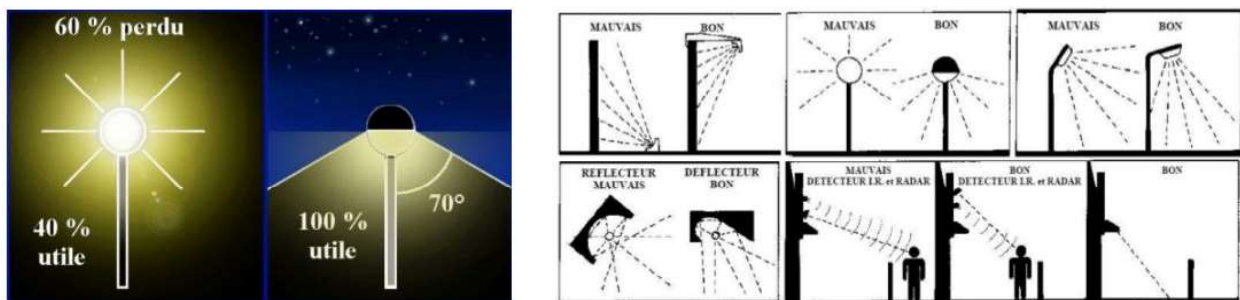 60 % perdu
40 %
utile
100 %
utile
70°
MAUVAIS
BON
MAUVAIS
BON
MAUVAIS
BON
REFLECTEUR
MAUVAIS
DEFLECTEUR
BON
MAUVAIS
DETECTEUR I.R. et RADAR
BON
DETECTEUR I.R. et RADAR
BON